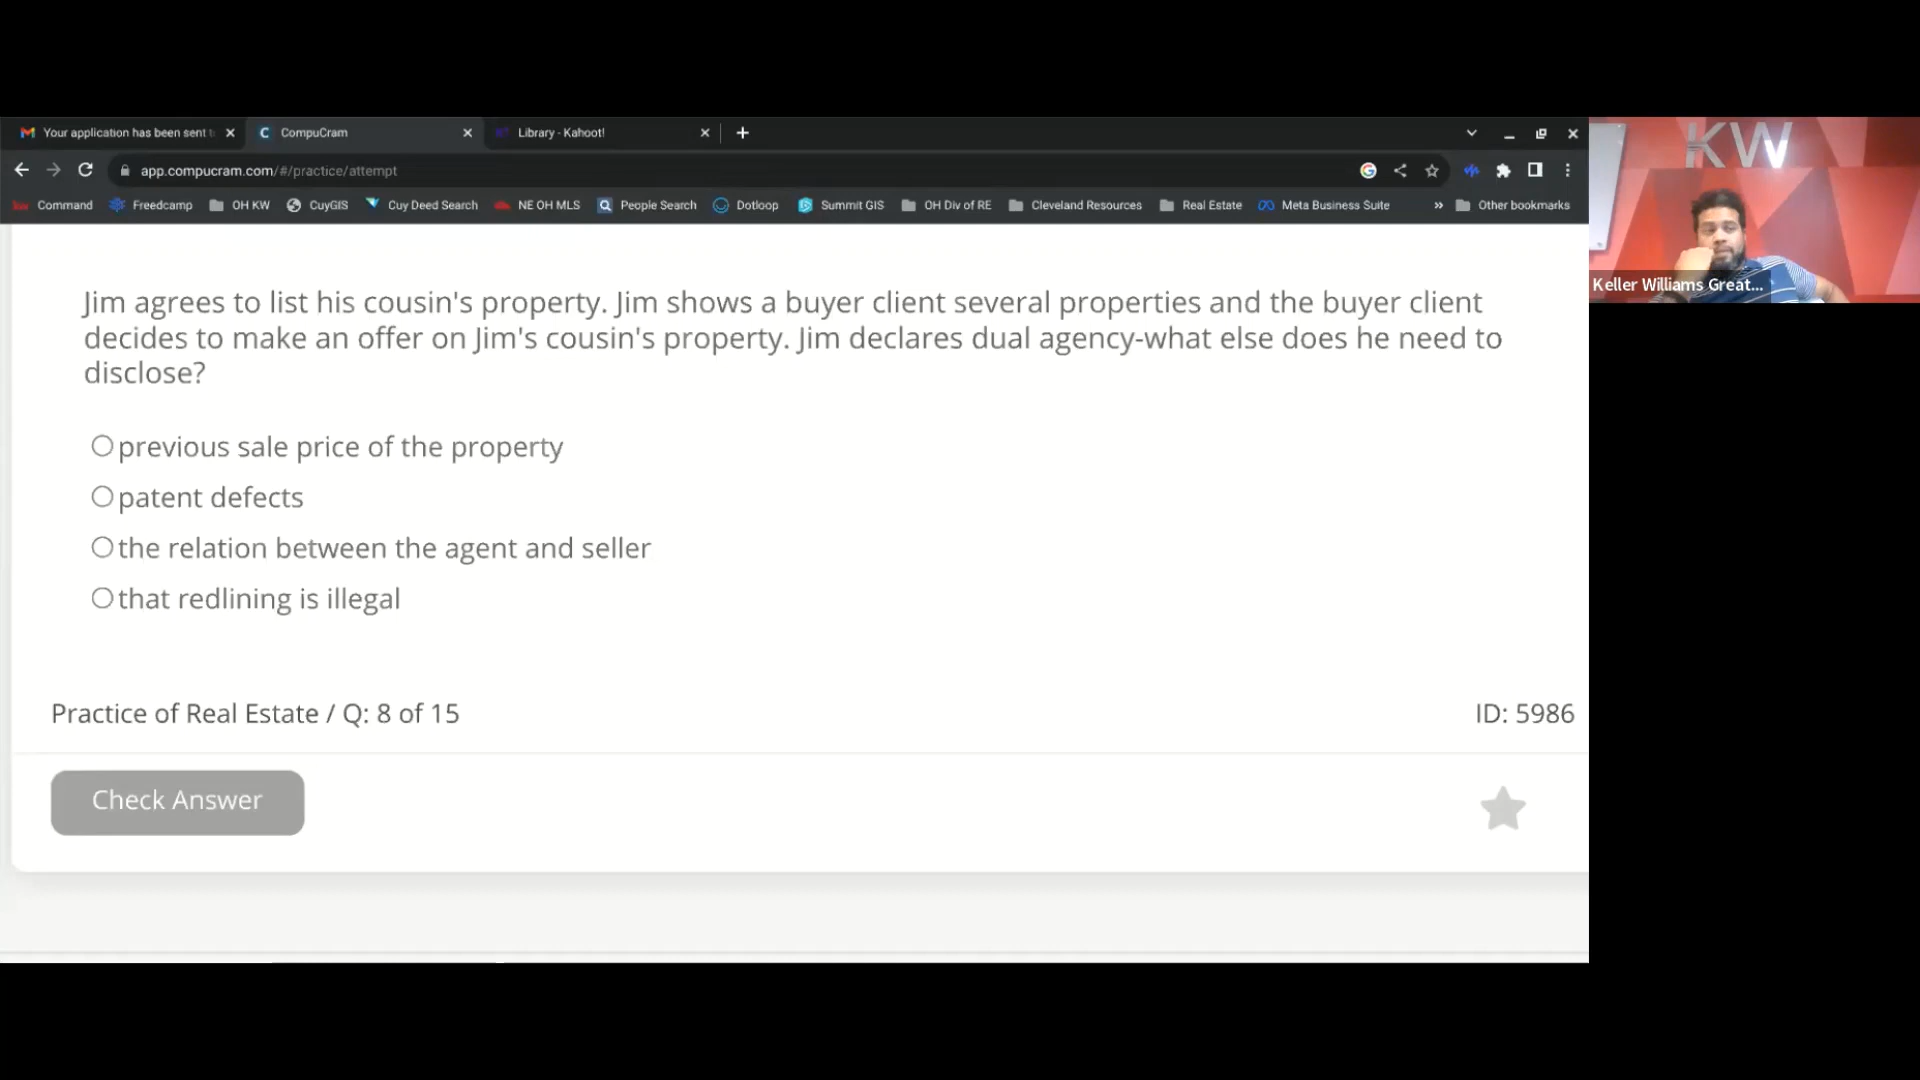 Your application has been sent t
CompuCram
Library - Kahoot!
app.compucram.com/#/practice/attempt
Command
Freedcamp
OH KW
CuyGIS
Cuy Deed Search
NE OH MLS
People Search
Dotloop
Summit GIS
OH Div of RE
Cleveland Resources
Real Estate
Meta Business Suite
»
Other bookmarks
KW
Keller Williams Great...
Jim agrees to list his cousin's property. Jim shows a buyer client several properties and the buyer client
decides to make an offer on Jim's cousin's property. Jim declares dual agency-what else does he need to
disclose?
previous sale price of the property
patent defects
the relation between the agent and seller
that redlining is illegal
Practice of Real Estate / Q: 8 of 15
ID: 5986
Check Answer